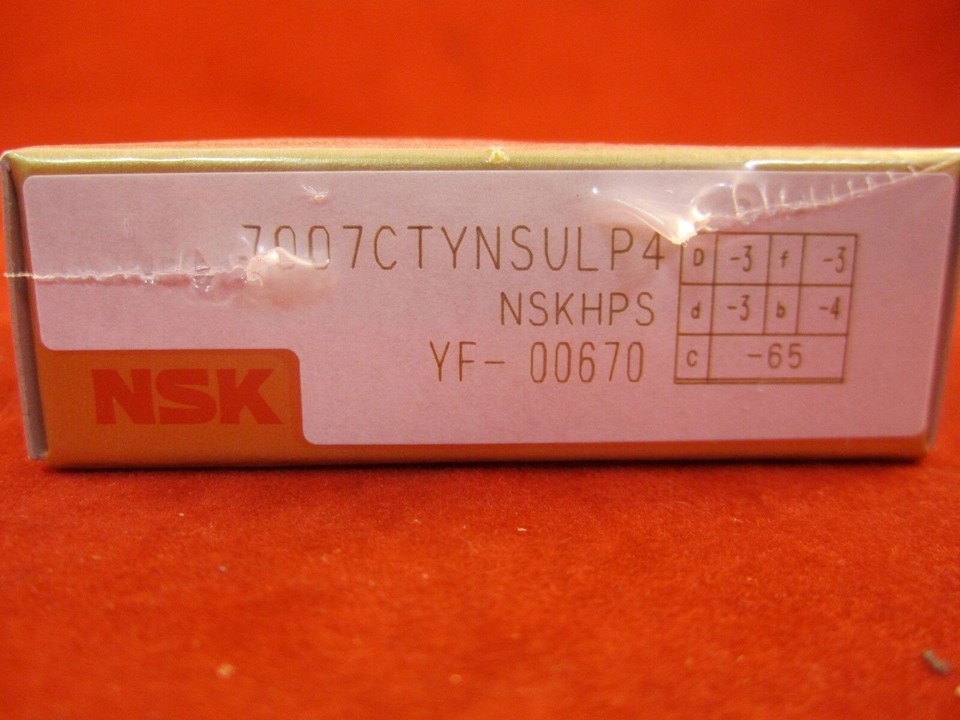 7007CTYNSULP4
NSKHPS
YF- 00670
D -3 f -3
d -3 b -4
c -65
NSK